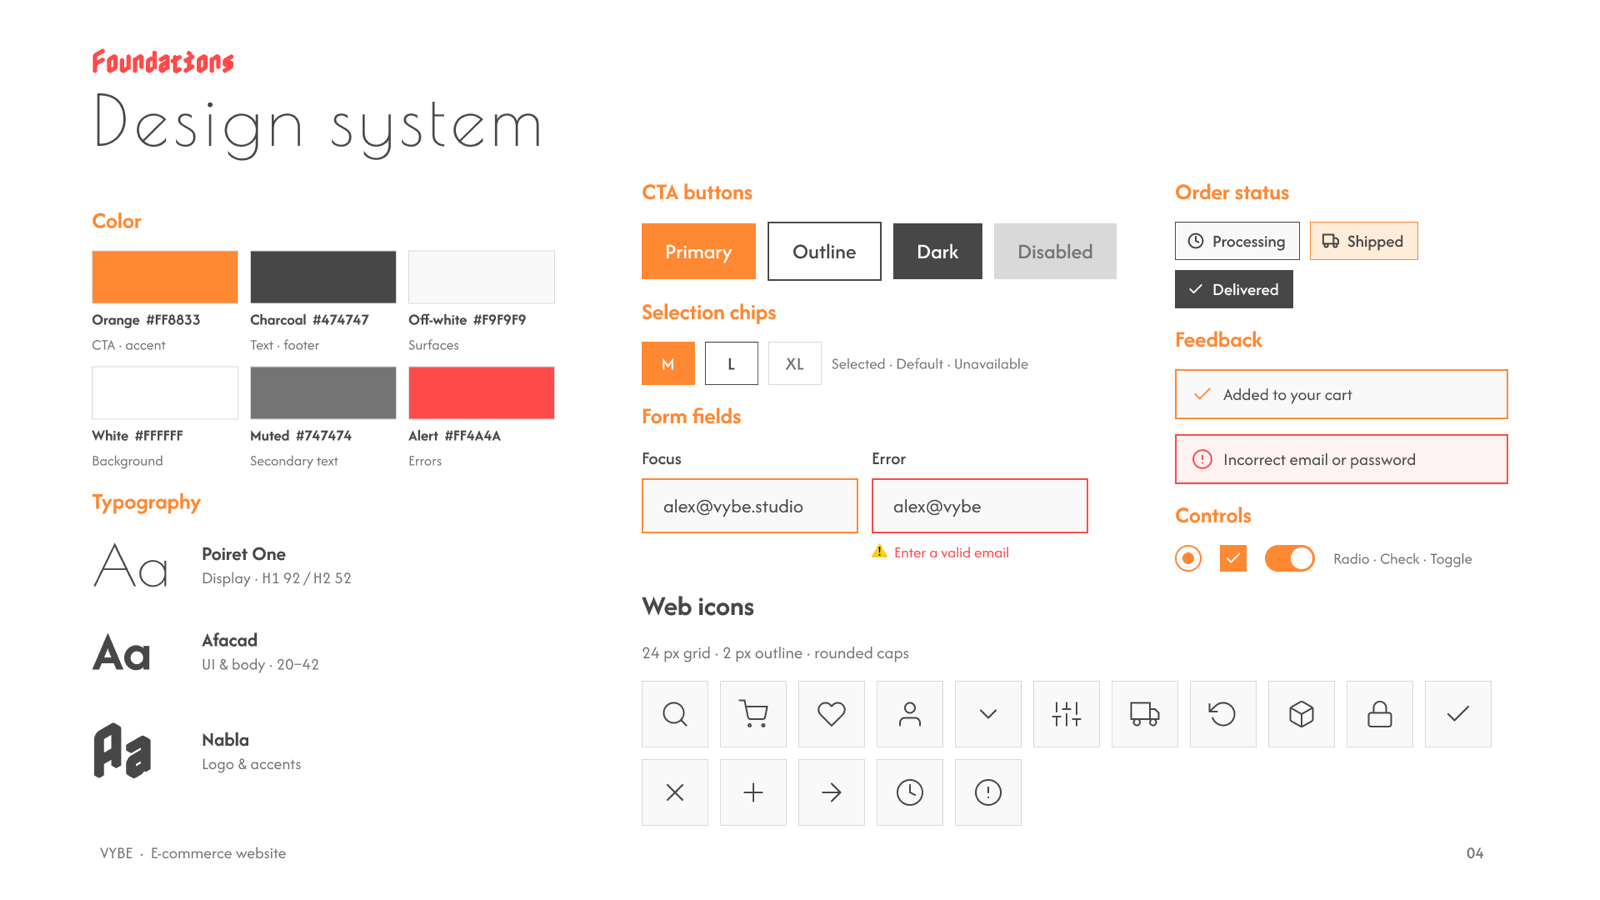 Foundations
Design system
Color
Orange #FF8833
CTA · accent
Charcoal #474747
Text · footer
Off-white #F9F9F9
Surfaces
White #FFFFFF
Background
Muted #747474
Secondary text
Alert #FF4A4A
Errors
Typography
Aa
Poiret One
Display · H1 92 / H2 52
Aa
Afacad
UI & body · 20–42
Aa
Nabla
Logo & accents
CTA buttons
Primary
Outline
Dark
Disabled
Selection chips
M
L
XL
Selected · Default · Unavailable
Form fields
Focus
alex@vybe.studio
Error
alex@vybe
Enter a valid email
Web icons
24 px grid · 2 px outline · rounded caps
Order status
Processing
Shipped
Delivered
Feedback
Added to your cart
Incorrect email or password
Controls
Radio · Check · Toggle
VYBE · E-commerce website
04